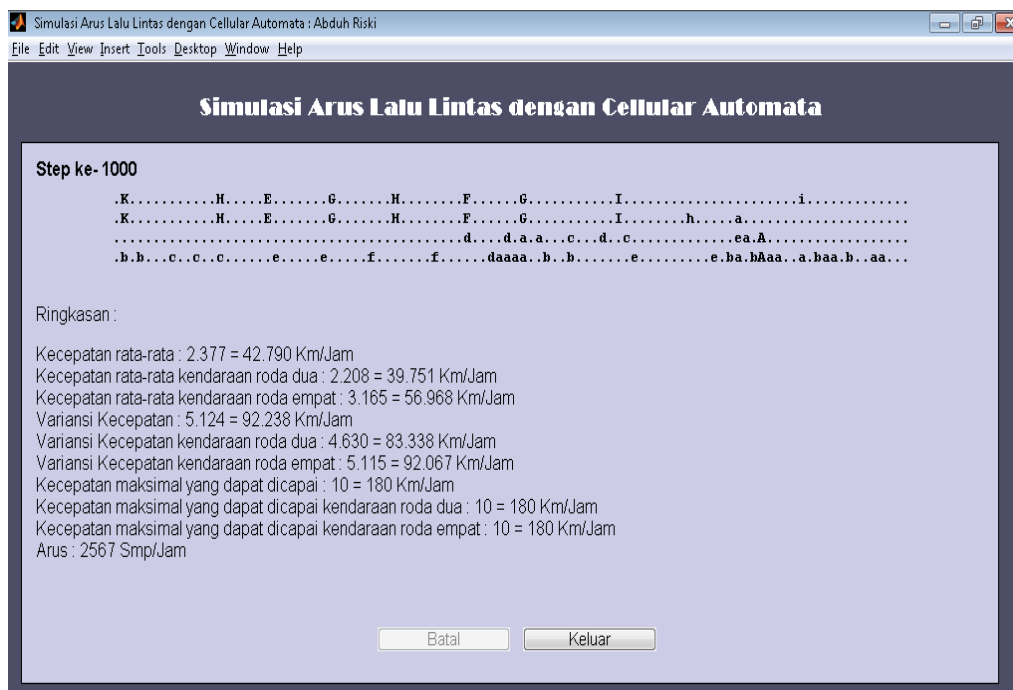 Simulasi Arus Lalu Lintas dengan Cellular Automata : Abduh Riski
File Edit View Insert Tools Desktop Window Help
Simulasi Arus Lalu Lintas dengan Cellular Automata
Step ke- 1000
.K...........H.....E.......G.......H........F......G...........I......................i.............
.K...........H.....E.......G.......H........F......G...........I........h.....a.....................
............................................d....d.a.a...c...d..c.............ea.A..................
.b.b...c..c..c......e.....e.....f.......f......daaaa..b..b.......e.........e.ba.bAaa..a.baa.b..aa...
Ringkasan :
Kecepatan rata-rata : 2.377 = 42.790 Km/Jam
Kecepatan rata-rata kendaraan roda dua : 2.208 = 39.751 Km/Jam
Kecepatan rata-rata kendaraan roda empat : 3.165 = 56.968 Km/Jam
Variansi Kecepatan : 5.124 = 92.238 Km/Jam
Variansi Kecepatan kendaraan roda dua : 4.630 = 83.338 Km/Jam
Variansi Kecepatan kendaraan roda empat : 5.115 = 92.067 Km/Jam
Kecepatan maksimal yang dapat dicapai : 10 = 180 Km/Jam
Kecepatan maksimal yang dapat dicapai kendaraan roda dua : 10 = 180 Km/Jam
Kecepatan maksimal yang dapat dicapai kendaraan roda empat : 10 = 180 Km/Jam
Arus : 2567 Smp/Jam
Batal Keluar